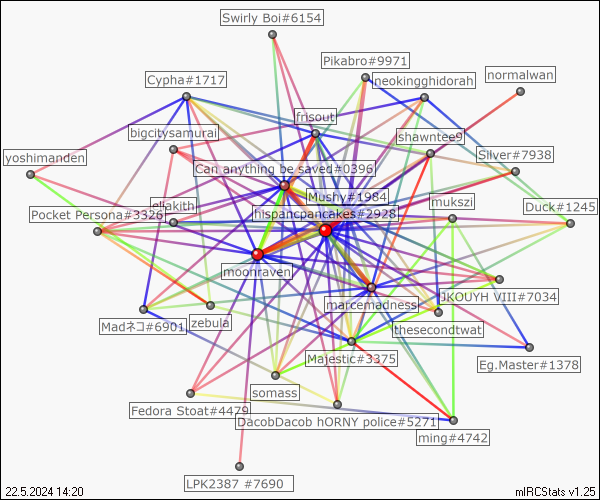 Swirly Boi#6154
Pikabro#9971
normalwan
Cypha#1717
neokingghidorah
frisout
bigcitysamurai
shawntee9
yoshimanden
Silver#7938
Can anything be saved#0396
Mushy#1984
ellakith
mukszi
Duck#1245
Pocket Persona#3326
hispancpancakes#2928
moonraven
marcemadness
JKOUYH VIII#7034
Madネコ#6901
zebula
thesecondtwat
Majestic#3375
Eg.Master#1378
somass
Fedora Stoat#4479
DacobDacob hORNY police#5271
ming#4742
LPK2387 #7690
22.5.2024 14:20
mIRCStats v1.25